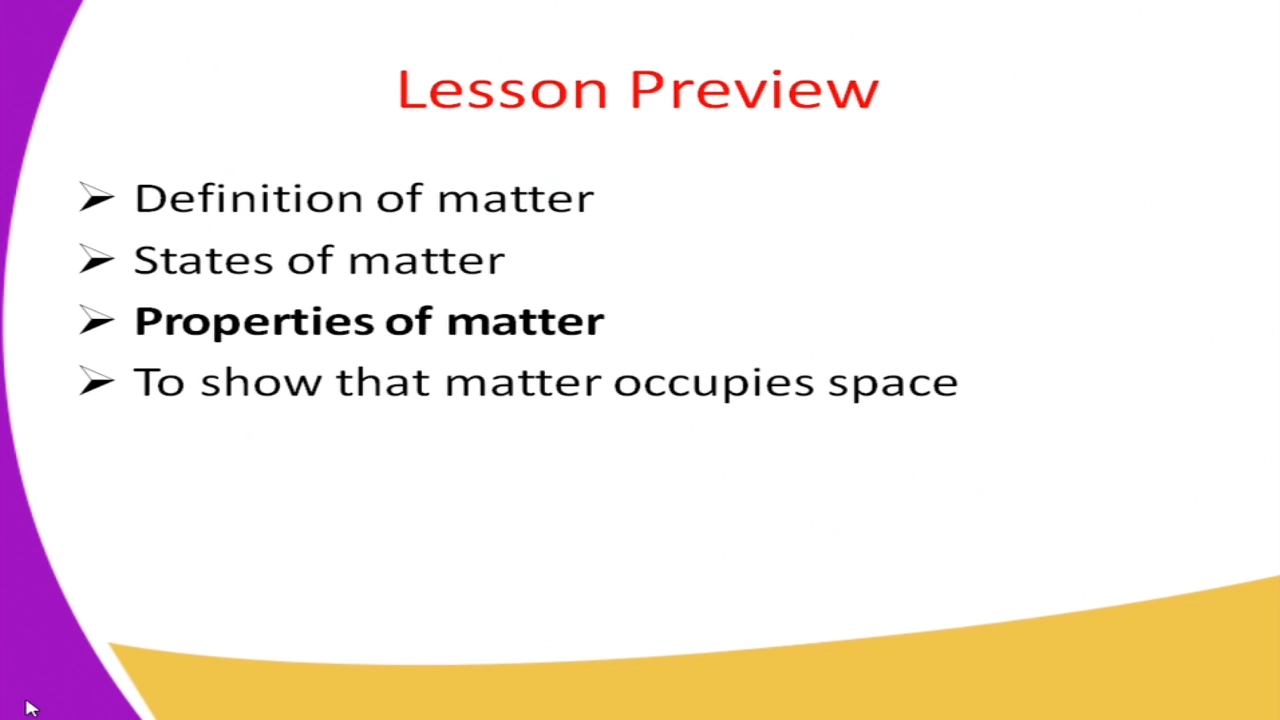 Lesson Preview
Definition of matter
States of matter
Properties of matter
To show that matter occupies space